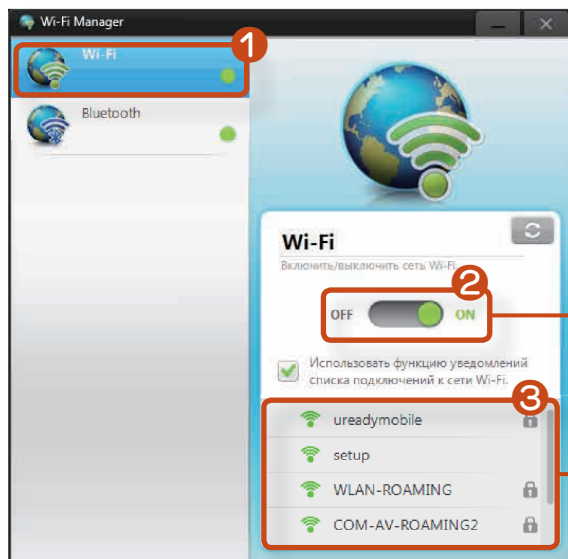 Wi-Fi Manager
Wi-Fi
1
Bluetooth
Wi-Fi
Включить/выключить сеть Wi-Fi
2
OFF ON
Использовать функцию уведомлений
списка подключений к сети Wi-Fi.
3
ureadymobile
setup
WLAN-ROAMING
COM-AV-ROAMING2